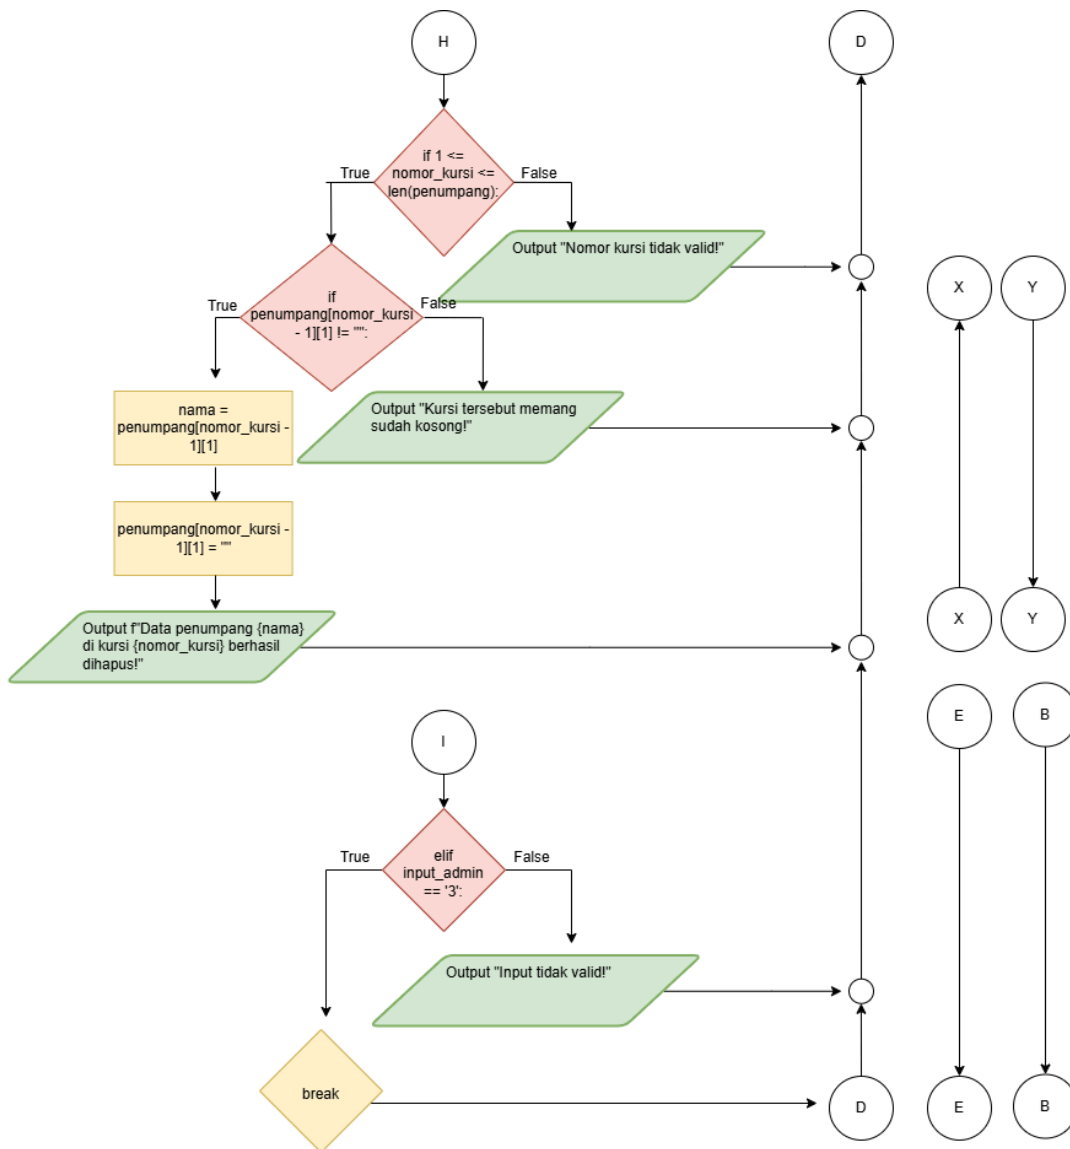 H
D
if 1 <=
nomor_kursi <=
len(penumpang):
True
False
Output "Nomor kursi tidak valid!"
X
Y
if
penumpang[nomor_kursi
- 1][1] != "":
True
False
nama =
penumpang[nomor_kursi -
1][1]
Output "Kursi tersebut memang
sudah kosong!"
penumpang[nomor_kursi -
1][1] = ""
Output f"Data penumpang {nama}
di kursi {nomor_kursi} berhasil
dihapus!"
X
Y
E
B
I
True
False
elif
input_admin
== '3':
Output "Input tidak valid!"
break
D
E
B